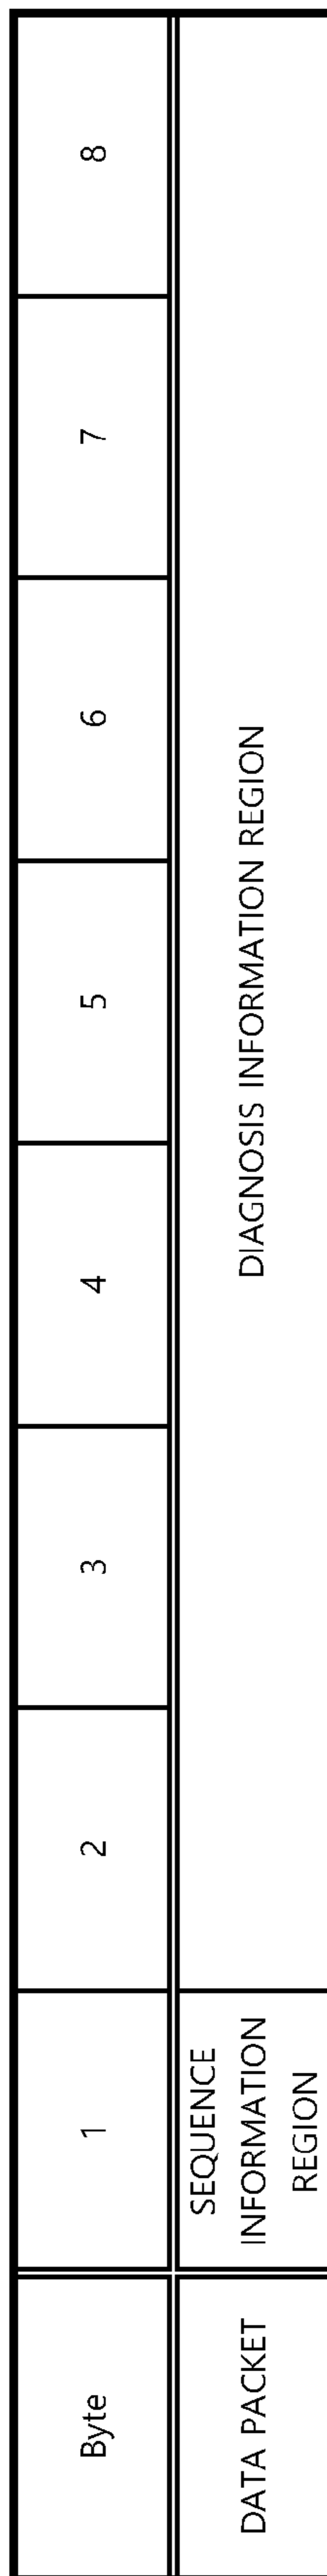 Byte 1 2 3 4 5 6 7 8
DATA PACKET
SEQUENCE
INFORMATION
REGION
DIAGNOSIS INFORMATION REGION